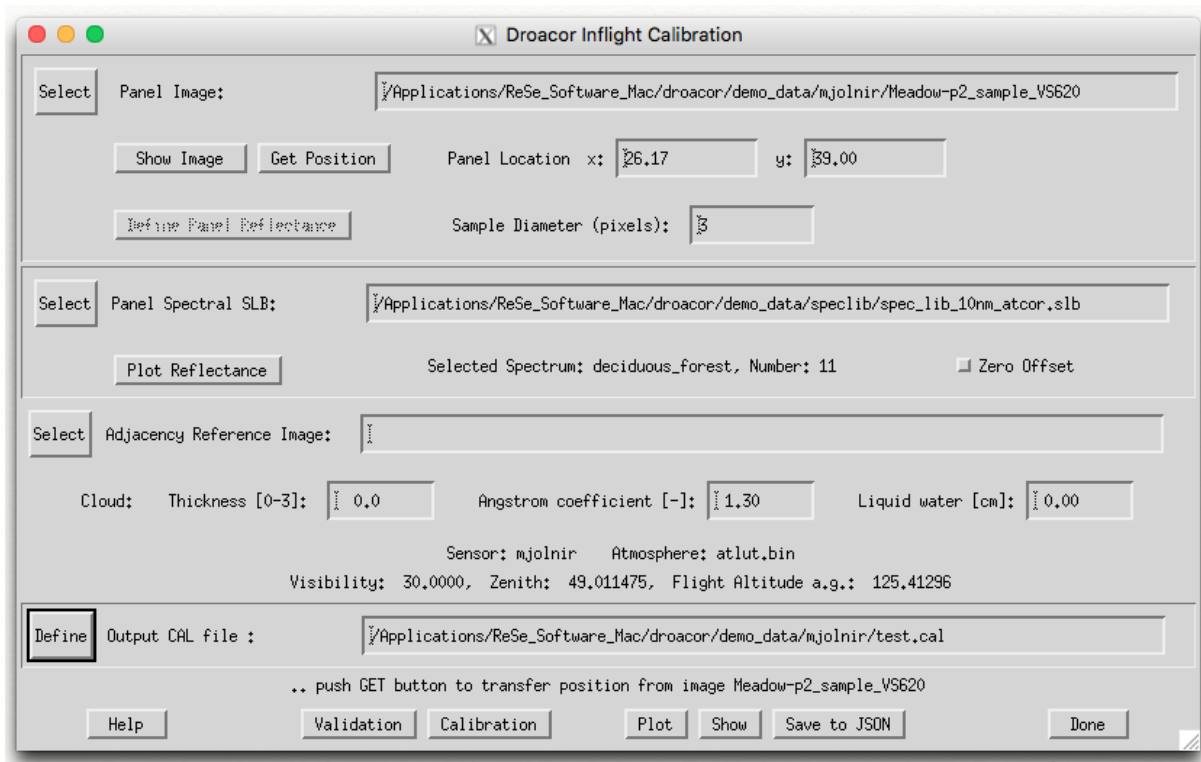 Droacor Inflight Calibration
Select Panel Image: /Applications/ReSe_Software_Mac/droacor/demo_data/mjolnir/Meadow-p2_sample_VS620
Show Image Get Position Panel Location x: 26.17 y: 39.00
Define Panel Reflectance Sample Diameter (pixels): 3
Select Panel Spectral SLB: /Applications/ReSe_Software_Mac/droacor/demo_data/speclib/spec_lib_10nm_atcor.slb
Plot Reflectance Selected Spectrum: deciduous_forest, Number: 11 Zero Offset
Select Adjacency Reference Image:
Cloud: Thickness [0-3]: 0.0 Angstrom coefficient [-]: 1.30 Liquid water [cm]: 0.00
Sensor: mjolnir Atmosphere: atlut.bin
Visibility: 30.0000, Zenith: 49.011475, Flight Altitude a.g.: 125.41296
Define Output CAL file : /Applications/ReSe_Software_Mac/droacor/demo_data/mjolnir/test.cal
.. push GET button to transfer position from image Meadow-p2_sample_VS620
Help Validation Calibration Plot Show Save to JSON Done